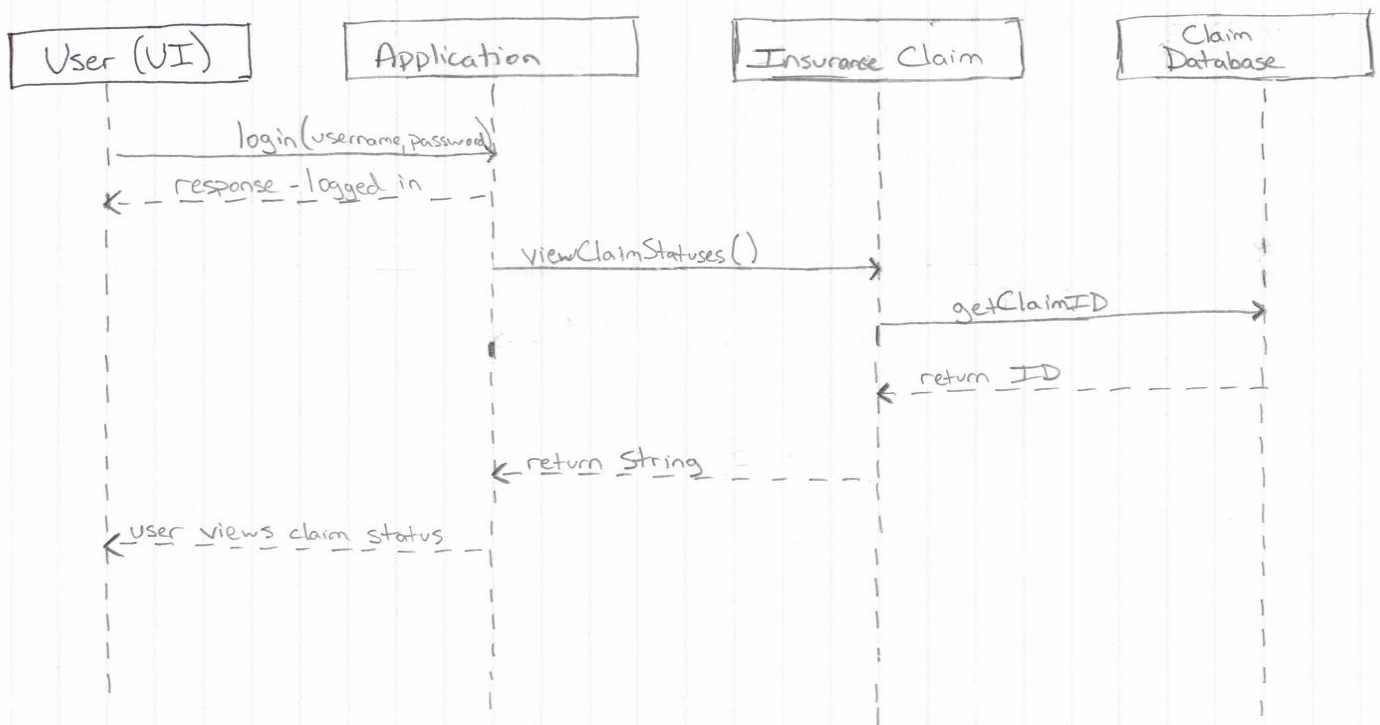 User (UI)
Application
Insurance Claim
Claim
Database
login(username, password)
response - logged in
viewClaimStatuses()
getClaimID
return ID
return String
user views claim status